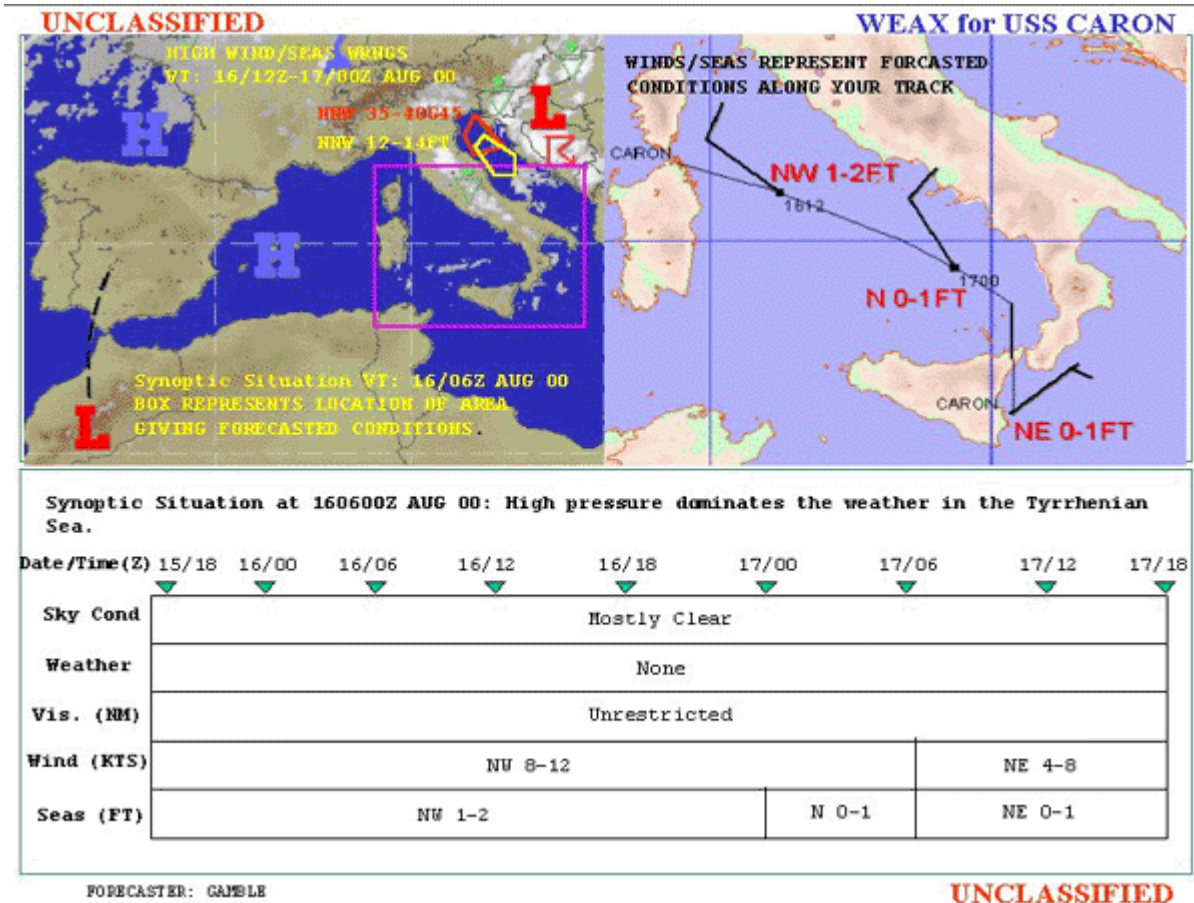 UNCLASSIFIED
WEAX for USS CARON
HIGH WIND/SEAS WRNGS
VT: 16/12Z-17/00Z AUG 00
NNW 35-40G45
NNW 12-14FT
L
H
H
L
Synoptic Situation VT: 16/06Z AUG 00
BOX REPRESENTS LOCATION OF AREA
GIVING FORECASTED CONDITIONS.
WINDS/SEAS REPRESENT FORCASTED
CONDITIONS ALONG YOUR TRACK
CARON
NW 1-2FT
1612
1700
N 0-1FT
CARON
NE 0-1FT
Synoptic Situation at 160600Z AUG 00: High pressure dominates the weather in the Tyrrhenian
Sea.
Date/Time(Z) 15/18 16/00 16/06 16/12 16/18 17/00 17/06 17/12 17/18
Sky Cond Mostly Clear
Weather None
Vis. (NM) Unrestricted
Wind (KTS) NW 8-12 NE 4-8
Seas (FT) NW 1-2 N 0-1 NE 0-1
FORECASTER: GAMBLE
UNCLASSIFIED